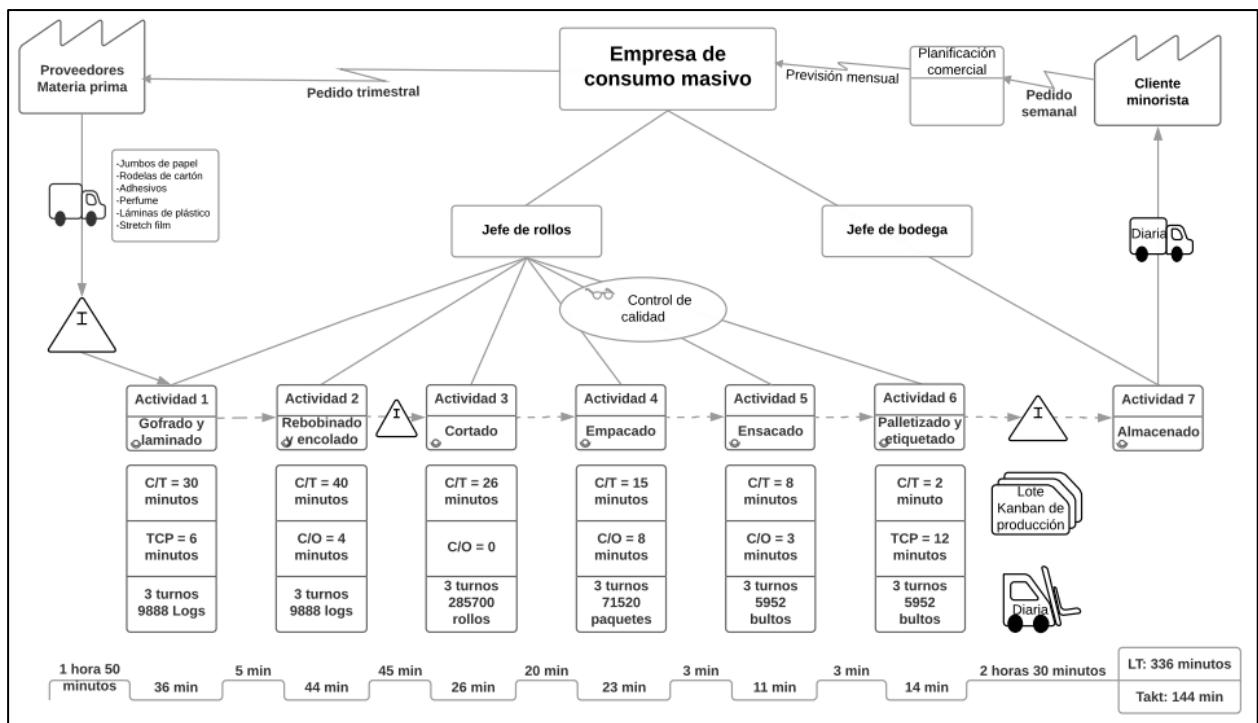 Proveedores
Materia prima
Pedido trimestral
Empresa de
consumo masivo
Previsión mensual
Planificación
comercial
Pedido
semanal
Cliente
minorista
-Jumbos de papel
-Rodelas de cartón
-Adhesivos
-Perfume
-Láminas de plástico
-Stretch film
Jefe de rollos
Jefe de bodega
Diaria
Control de
calidad
I
Actividad 1
Gofrado y
laminado
Actividad 2
Rebobinado
y encolado
I
Actividad 3
Cortado
Actividad 4
Empacado
Actividad 5
Ensacado
Actividad 6
Palletizado y
etiquetado
I
Actividad 7
Almacenado
C/T = 30
minutos
TCP = 6
minutos
3 turnos
9888 Logs
C/T = 40
minutos
C/O = 4
minutos
3 turnos
9888 logs
C/T = 26
minutos
C/O = 0
3 turnos
285700
rollos
C/T = 15
minutos
C/O = 8
minutos
3 turnos
71520
paquetes
C/T = 8
minutos
C/O = 3
minutos
3 turnos
5952
bultos
C/T = 2
minuto
TCP = 12
minutos
3 turnos
5952
bultos
Lote
Kanban de
producción
Diaria
1 hora 50
minutos
36 min
5 min
44 min
45 min
26 min
20 min
23 min
3 min
11 min
3 min
14 min
2 horas 30 minutos
LT: 336 minutos
Takt: 144 min